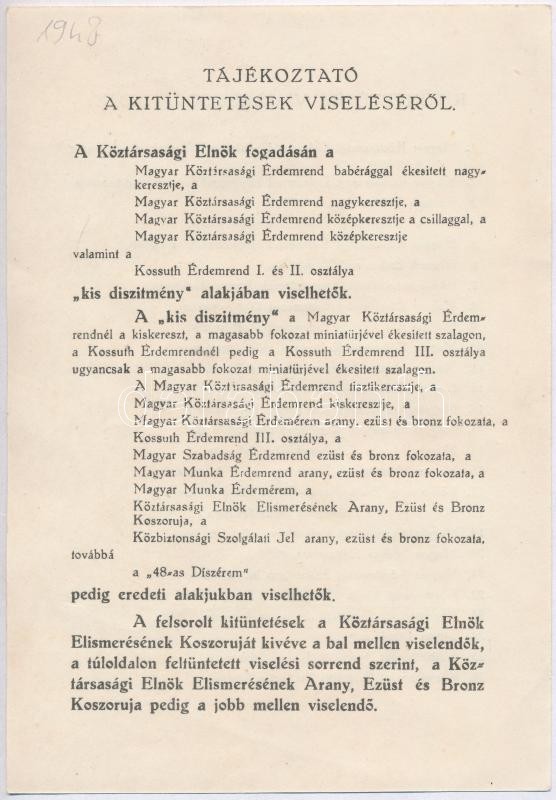 1948
TÁJÉKOZTATÓ
A KITÜNTETÉSEK VISELÉSÉRŐL.
A Köztársasági Elnök fogadásán a
Magyar Köztársasági Érdemrend babérággal ékesitett nagy-
keresztje, a
Magyar Köztársasági Érdemrend nagykeresztje, a
Magyar Köztársasági Érdemrend középkeresztje a csillaggal, a
Magyar Köztársasági Érdemrend középkeresztje
valamint a
Kossuth Érdemrend I. és II. osztálya
„kis diszitmény" alakjában viselhetők.
A „kis diszitmény" a Magyar Köztársasági Érdem-
rendnél a kiskereszt, a magasabb fokozat miniatürjével ékesitett szalagon,
a Kossuth Érdemrendnél pedig a Kossuth Érdemrend III. osztálya
ugyancsak a magasabb fokozat miniatürjével ékesitett szalagon.
A Magyar Köztársasági Érdemrend tisztikeresztje, a
Magyar Köztársasági Érdemrend kiskeresztje, a
Magyar Köztársasági Érdemérem arany, ezüst és bronz fokozata, a
Kossuth Érdemrend III. osztálya, a
Magyar Szabadság Érdemrend ezüst és bronz fokozata, a
Magyar Munka Érdemrend arany, ezüst és bronz fokozata, a
Magyar Munka Érdemérem, a
Köztársasági Elnök Elismerésének Arany, Ezüst és Bronz
Koszoruja, a
Közbiztonsági Szolgálati Jel arany, ezüst és bronz fokozata,
továbbá
a „48-as Díszérem"
pedig eredeti alakjukban viselhetők.
A felsorolt kitüntetések a Köztársasági Elnök
Elismerésének Koszoruját kivéve a bal mellen viselendők,
a túloldalon feltüntetett viselési sorrend szerint, a Köz-
társasági Elnök Elismerésének Arany, Ezüst és Bronz
Koszoruja pedig a jobb mellen viselendő.